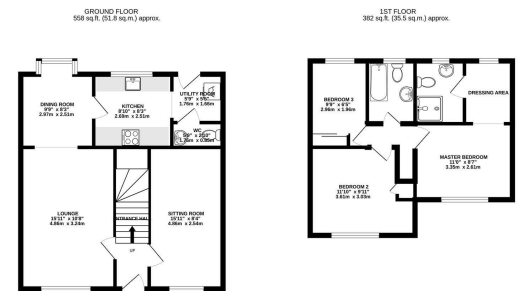 GROUND FLOOR
558 sq.ft. (51.8 sq.m.) approx.
1ST FLOOR
382 sq.ft. (35.5 sq.m.) approx.
DINING ROOM
9'9" x 8'3"
2.97m x 2.51m
KITCHEN
8'10" x 8'3"
2.69m x 2.51m
UTILITY ROOM
5'9" x 5'5"
1.76m x 1.66m
WC
LOUNGE
15'11" x 10'8"
4.86m x 3.24m
ENTRANCE HALL
UP
SITTING ROOM
15'11" x 8'4"
4.86m x 2.54m
BEDROOM 3
9'9" x 6'5"
2.96m x 1.96m
DRESSING AREA
MASTER BEDROOM
11'0" x 8'7"
3.35m x 2.61m
BEDROOM 2
11'10" x 9'11"
3.61m x 3.03m